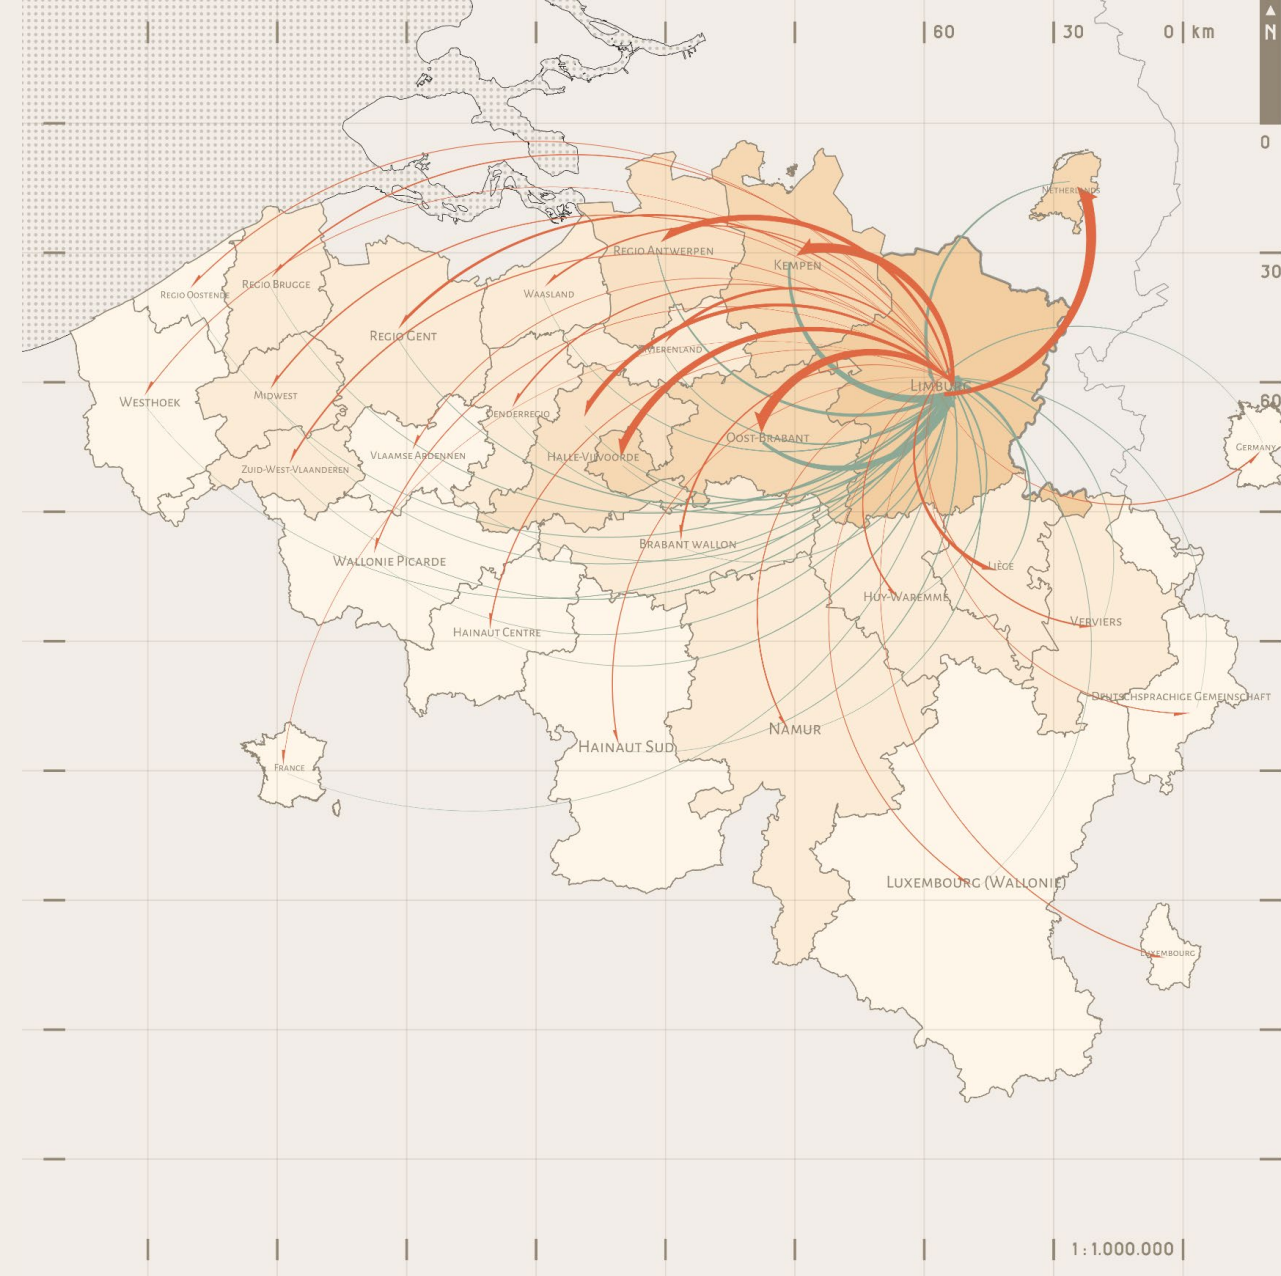 60
30
0
km
N
0
NETHERLANDS
REGIO ANTWERPEN
KEMPEN
30
REGIO BRUGGE
REGIO OOSTENDE
WAASLAND
REGIO GENT
RIVIERENLAND
LIMBURG
MIDWEST
WESTHOEK
60
DENDERREGIO
OOST-BRABANT
GERMANY
VLAAMSE ARDENNEN
HALLE-VILVOORDE
ZUID-WEST-VLAANDEREN
BRABANT WALLON
WALLONIE PICARDE
LIÈGE
HUY-WAREMME
VERVIERS
HAINAUT CENTRE
DEUTSCHSPRACHIGE GEMEINSCHAFT
NAMUR
HAINAUT SUD
FRANCE
LUXEMBOURG (WALLONIE)
LUXEMBOURG
1:1.000.000